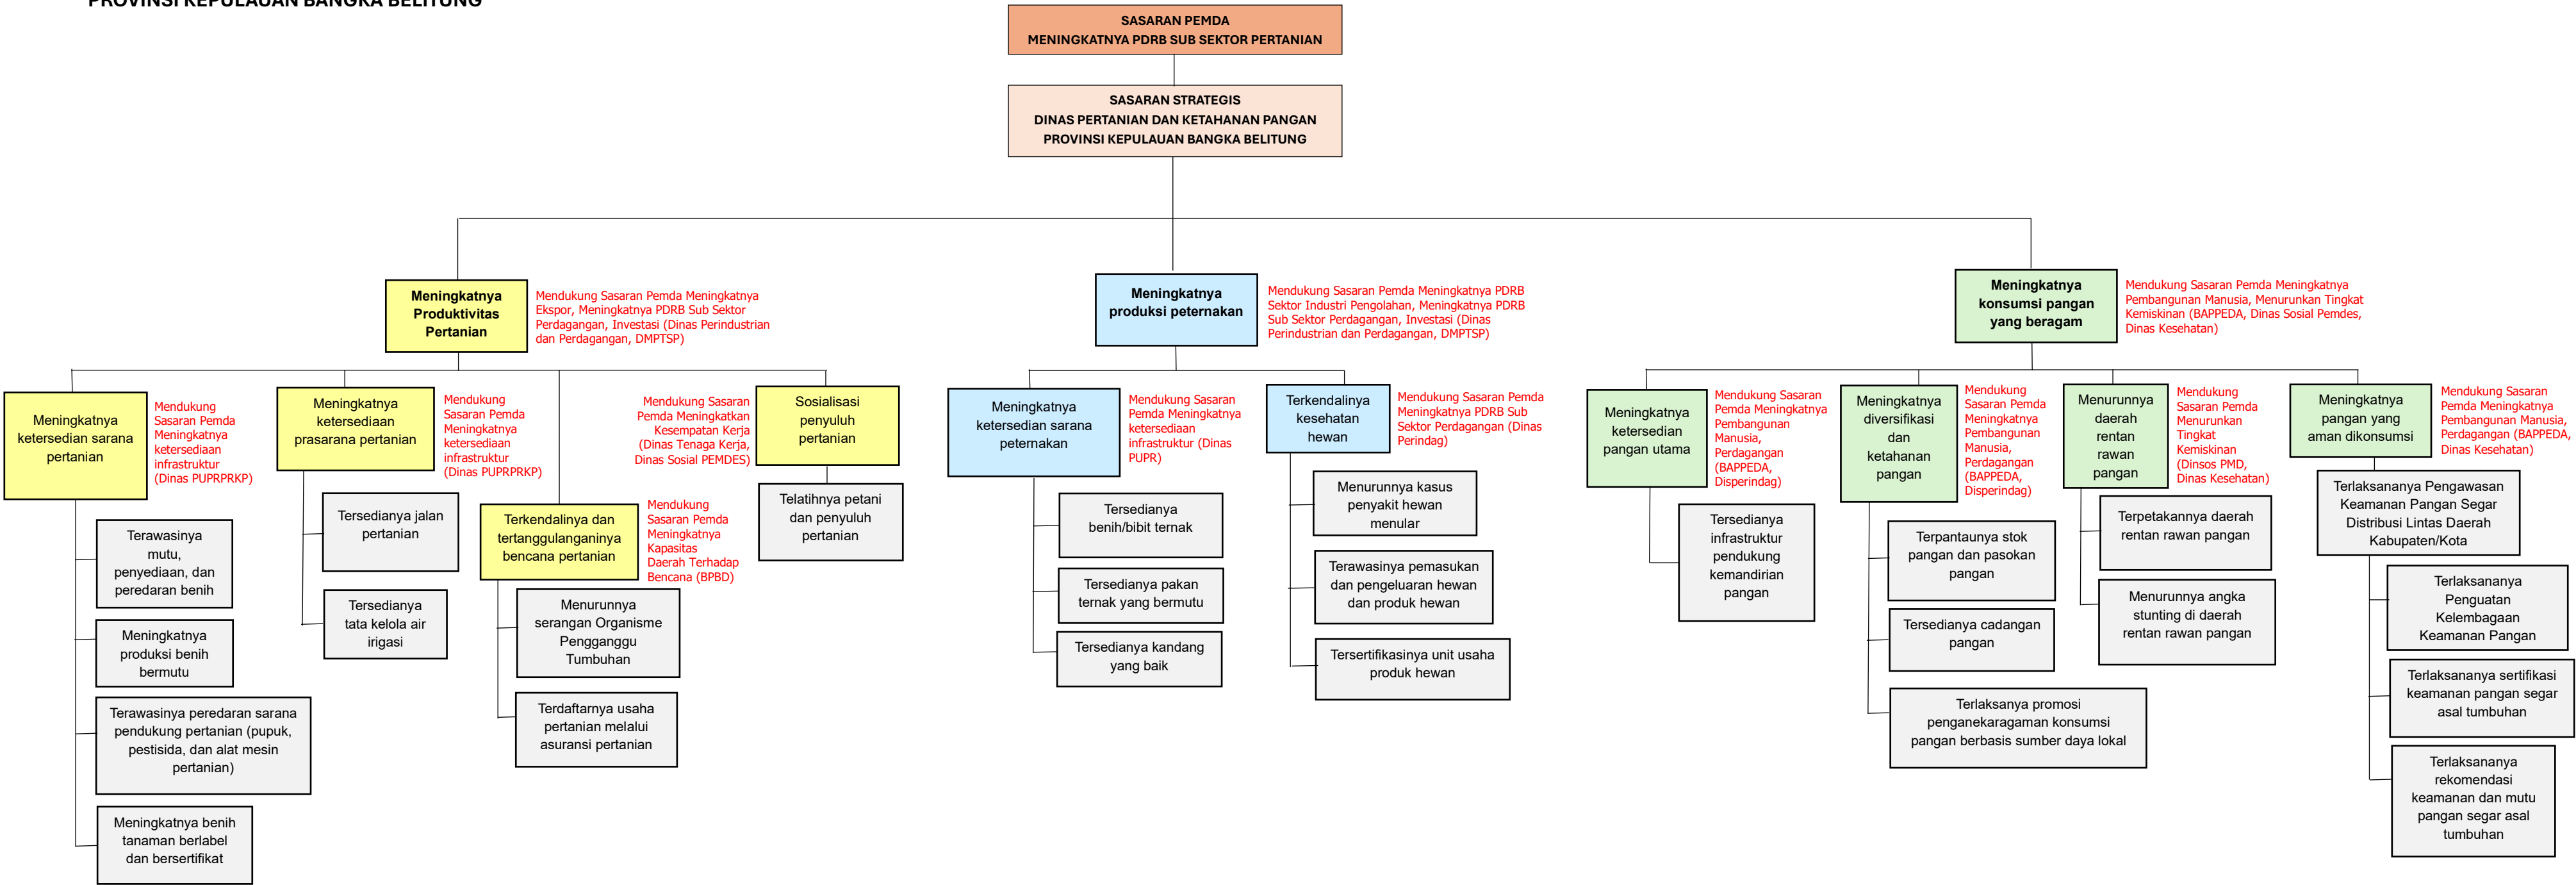 PROVINSI KEPULAUAN BANGKA BELITUNG
SASARAN PEMDA
MENINGKATNYA PDRB SUB SEKTOR PERTANIAN
SASARAN STRATEGIS
DINAS PERTANIAN DAN KETAHANAN PANGAN
PROVINSI KEPULAUAN BANGKA BELITUNG
Meningkatnya
Produktivitas
Pertanian
Mendukung Sasaran Pemda Meningkatnya
Ekspor, Meningkatnya PDRB Sub Sektor
Perdagangan, Investasi (Dinas Perindustrian
dan Perdagangan, DMPTSP)
Meningkatnya
produksi peternakan
Mendukung Sasaran Pemda Meningkatnya PDRB
Sektor Industri Pengolahan, Meningkatnya PDRB
Sub Sektor Perdagangan, Investasi (Dinas
Perindustrian dan Perdagangan, DMPTSP)
Meningkatnya
konsumsi pangan
yang beragam
Mendukung Sasaran Pemda Meningkatnya
Pembangunan Manusia, Menurunkan Tingkat
Kemiskinan (BAPPEDA, Dinas Sosial Pemdes,
Dinas Kesehatan)
Meningkatnya
ketersedian sarana
pertanian
Mendukung
Sasaran Pemda
Meningkatnya
ketersediaan
infrastruktur
(Dinas PUPRPRKP)
Terawasinya
mutu,
penyediaan, dan
peredaran benih
Meningkatnya
produksi benih
bermutu
Terawasinya peredaran sarana
pendukung pertanian (pupuk,
pestisida, dan alat mesin
pertanian)
Meningkatnya benih
tanaman berlabel
dan bersertifikat
Meningkatnya
ketersediaan
prasarana pertanian
Mendukung
Sasaran Pemda
Meningkatnya
ketersediaan
infrastruktur
(Dinas PUPRPRKP)
Tersedianya jalan
pertanian
Tersedianya
tata kelola air
irigasi
Terkendalinya dan
tertanggulanganinya
bencana pertanian
Mendukung
Sasaran Pemda
Meningkatnya
Kapasitas
Daerah Terhadap
Bencana (BPBD)
Menurunnya
serangan Organisme
Pengganggu
Tumbuhan
Terdaftarnya usaha
pertanian melalui
asuransi pertanian
Mendukung Sasaran
Pemda Meningkatkan
Kesempatan Kerja
(Dinas Tenaga Kerja,
Dinas Sosial PEMDES)
Sosialisasi
penyuluh
pertanian
Telatihnya petani
dan penyuluh
pertanian
Meningkatnya
ketersedian sarana
peternakan
Mendukung Sasaran
Pemda Meningkatnya
ketersediaan
infrastruktur (Dinas
PUPR)
Tersedianya
benih/bibit ternak
Tersedianya pakan
ternak yang bermutu
Tersedianya kandang
yang baik
Terkendalinya
kesehatan
hewan
Mendukung Sasaran Pemda
Meningkatnya PDRB Sub
Sektor Perdagangan (Dinas
Perindag)
Menurunnya kasus
penyakit hewan
menular
Terawasinya pemasukan
dan pengeluaran hewan
dan produk hewan
Tersertifikasinya unit usaha
produk hewan
Meningkatnya
ketersedian
pangan utama
Mendukung Sasaran
Pemda Meningkatnya
Pembangunan
Manusia,
Perdagangan
(BAPPEDA,
Disperindag)
Tersedianya
infrastruktur
pendukung
kemandirian
pangan
Meningkatnya
diversifikasi
dan
ketahanan
pangan
Mendukung
Sasaran Pemda
Meningkatnya
Pembangunan
Manusia,
Perdagangan
(BAPPEDA,
Disperindag)
Terpantaunya stok
pangan dan pasokan
pangan
Tersedianya cadangan
pangan
Terlaksanya promosi
penganekaragaman konsumsi
pangan berbasis sumber daya lokal
Menurunnya
daerah
rentan
rawan
pangan
Mendukung
Sasaran Pemda
Menurunkan
Tingkat
Kemiskinan
(Dinsos PMD,
Dinas Kesehatan)
Terpetakannya daerah
rentan rawan pangan
Menurunnya angka
stunting di daerah
rentan rawan pangan
Meningkatnya
pangan yang
aman dikonsumsi
Mendukung Sasaran
Pemda Meningkatnya
Pembangunan Manusia,
Perdagangan (BAPPEDA,
Dinas Kesehatan)
Terlaksananya Pengawasan
Keamanan Pangan Segar
Distribusi Lintas Daerah
Kabupaten/Kota
Terlaksananya
Penguatan
Kelembagaan
Keamanan Pangan
Terlaksananya sertifikasi
keamanan pangan segar
asal tumbuhan
Terlaksananya
rekomendasi
keamanan dan mutu
pangan segar asal
tumbuhan